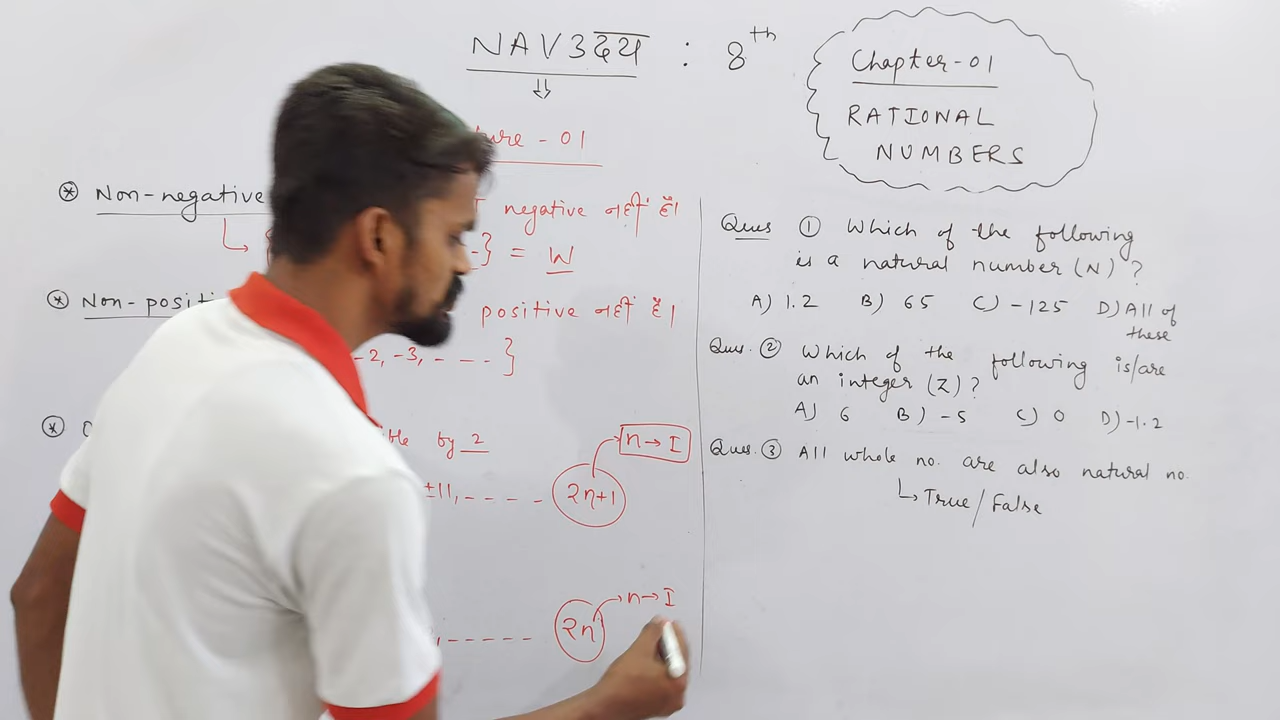 NAV3दय : 8th
Chapter-01
RATIONAL
NUMBERS
ture - 01
Non-negative
negative नहीं है।
} = W
Non-positi
positive नहीं है।
-2, -3, - - - - }
by 2
n→I
±11, - - - - - 2n+1
n→I
, - - - - - - 2n
Ques ① Which of the following
is a natural number (N) ?
A) 1.2 B) 65 C) -125 D) All of
these
Ques. ② Which of the following is/are
an integer (Z) ?
A) 6 B) -5 C) 0 D) -1.2
Ques. ③ All whole no. are also natural no.
↳ True/False